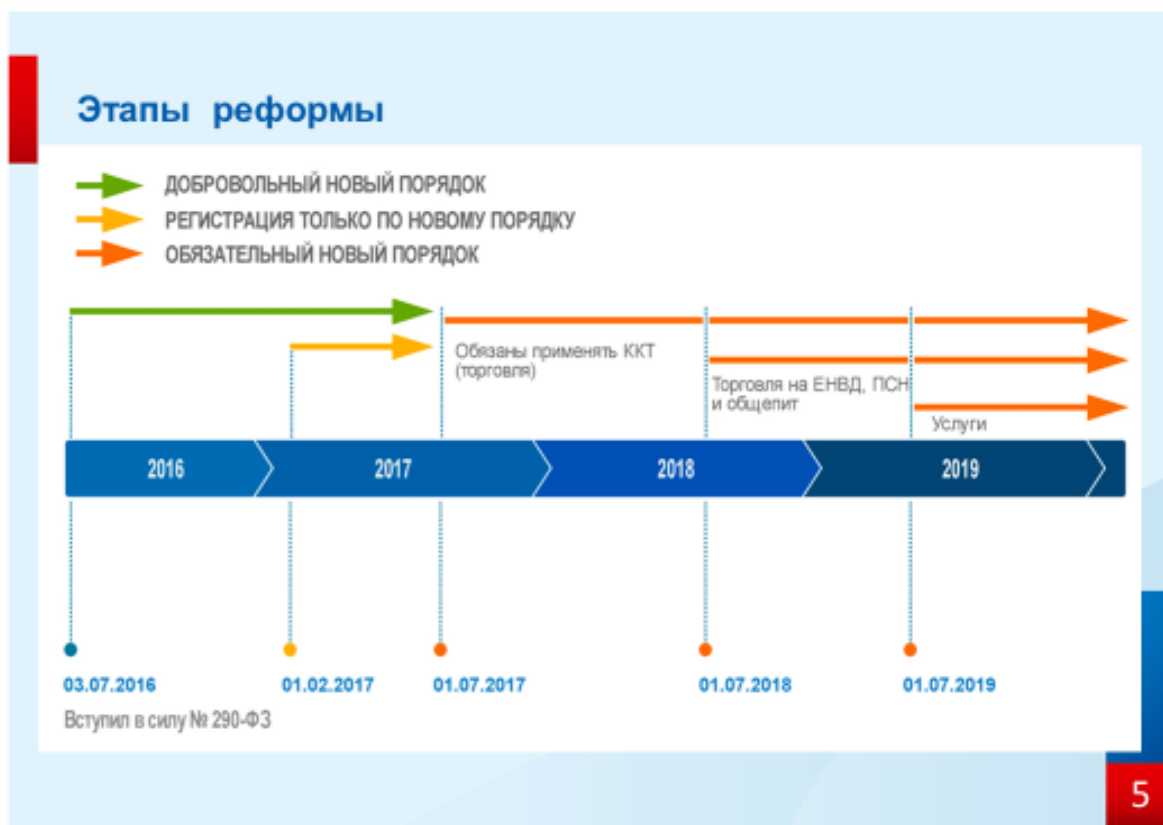 Этапы реформы
ДОБРОВОЛЬНЫЙ НОВЫЙ ПОРЯДОК
РЕГИСТРАЦИЯ ТОЛЬКО ПО НОВОМУ ПОРЯДКУ
ОБЯЗАТЕЛЬНЫЙ НОВЫЙ ПОРЯДОК
Обязаны применять ККТ
(торговля)
Торговля на ЕНВД, ПСН
и общепит
Услуги
2016
2017
2018
2019
03.07.2016
01.02.2017
01.07.2017
01.07.2018
01.07.2019
Вступил в силу № 290-ФЗ
5